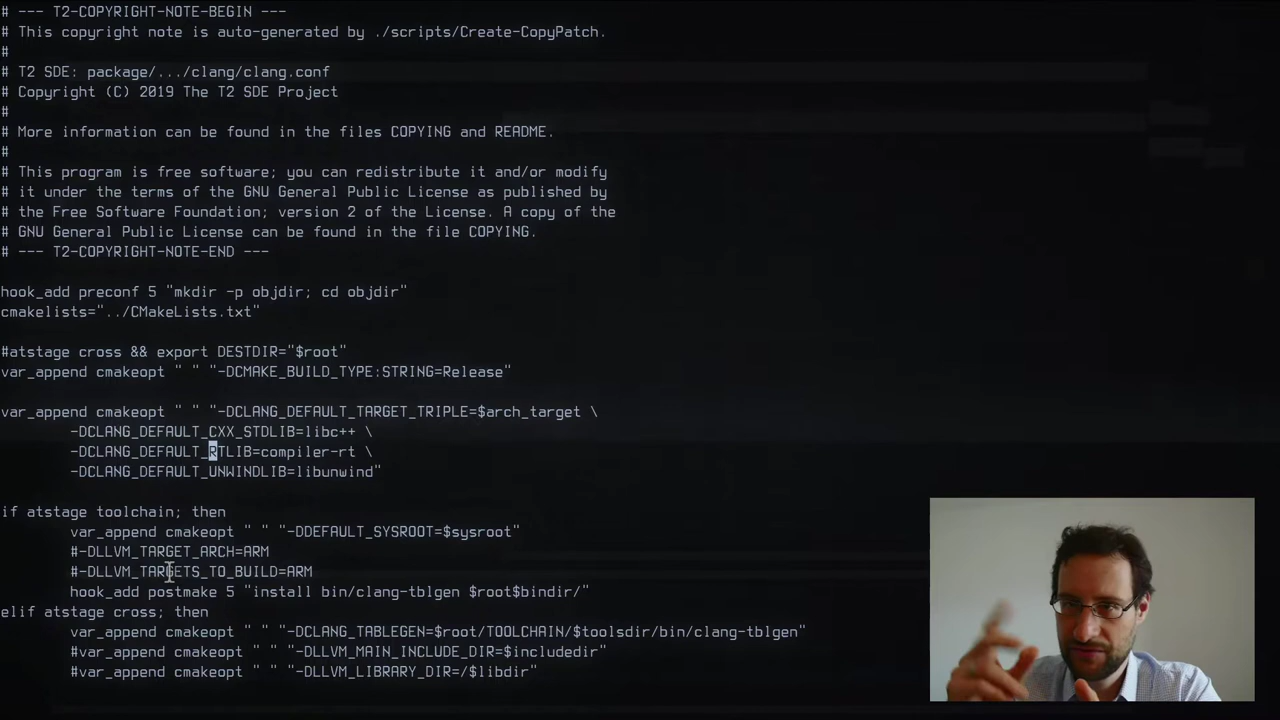 # --- T2-COPYRIGHT-NOTE-BEGIN ---
# This copyright note is auto-generated by ./scripts/Create-CopyPatch.
#
# T2 SDE: package/.../clang/clang.conf
# Copyright (C) 2019 The T2 SDE Project
#
# More information can be found in the files COPYING and README.
#
# This program is free software; you can redistribute it and/or modify
# it under the terms of the GNU General Public License as published by
# the Free Software Foundation; version 2 of the License. A copy of the
# GNU General Public License can be found in the file COPYING.
# --- T2-COPYRIGHT-NOTE-END ---
hook_add preconf 5 "mkdir -p objdir; cd objdir"
cmakelists="../CMakeLists.txt"
#atstage cross && export DESTDIR="$root"
var_append cmakeopt " " "-DCMAKE_BUILD_TYPE:STRING=Release"
var_append cmakeopt " " "-DCLANG_DEFAULT_TARGET_TRIPLE=$arch_target \
-DCLANG_DEFAULT_CXX_STDLIB=libc++ \
-DCLANG_DEFAULT_RTLIB=compiler-rt \
-DCLANG_DEFAULT_UNWINDLIB=libunwind"
if atstage toolchain; then
var_append cmakeopt " " "-DDEFAULT_SYSROOT=$sysroot"
#-DLLVM_TARGET_ARCH=ARM
#-DLLVM_TARGETS_TO_BUILD=ARM
hook_add postmake 5 "install bin/clang-tblgen $root$bindir/"
elif atstage cross; then
var_append cmakeopt " " "-DCLANG_TABLEGEN=$root/TOOLCHAIN/$toolsdir/bin/clang-tblgen"
#var_append cmakeopt " " "-DLLVM_MAIN_INCLUDE_DIR=$includedir"
#var_append cmakeopt " " "-DLLVM_LIBRARY_DIR=/$libdir"